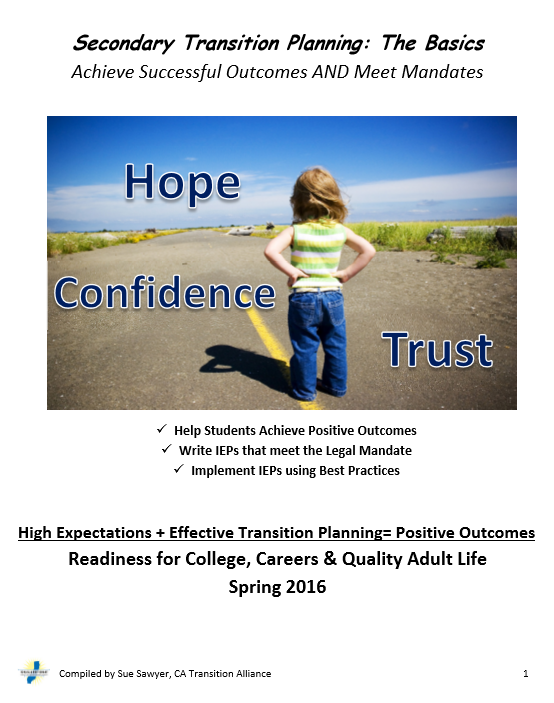 Secondary Transition Planning: The Basics
Achieve Successful Outcomes AND Meet Mandates
Hope
Confidence
Trust
✓ Help Students Achieve Positive Outcomes
✓ Write IEPs that meet the Legal Mandate
✓ Implement IEPs using Best Practices
High Expectations + Effective Transition Planning= Positive Outcomes
Readiness for College, Careers & Quality Adult Life
Spring 2016
Compiled by Sue Sawyer, CA Transition Alliance 1